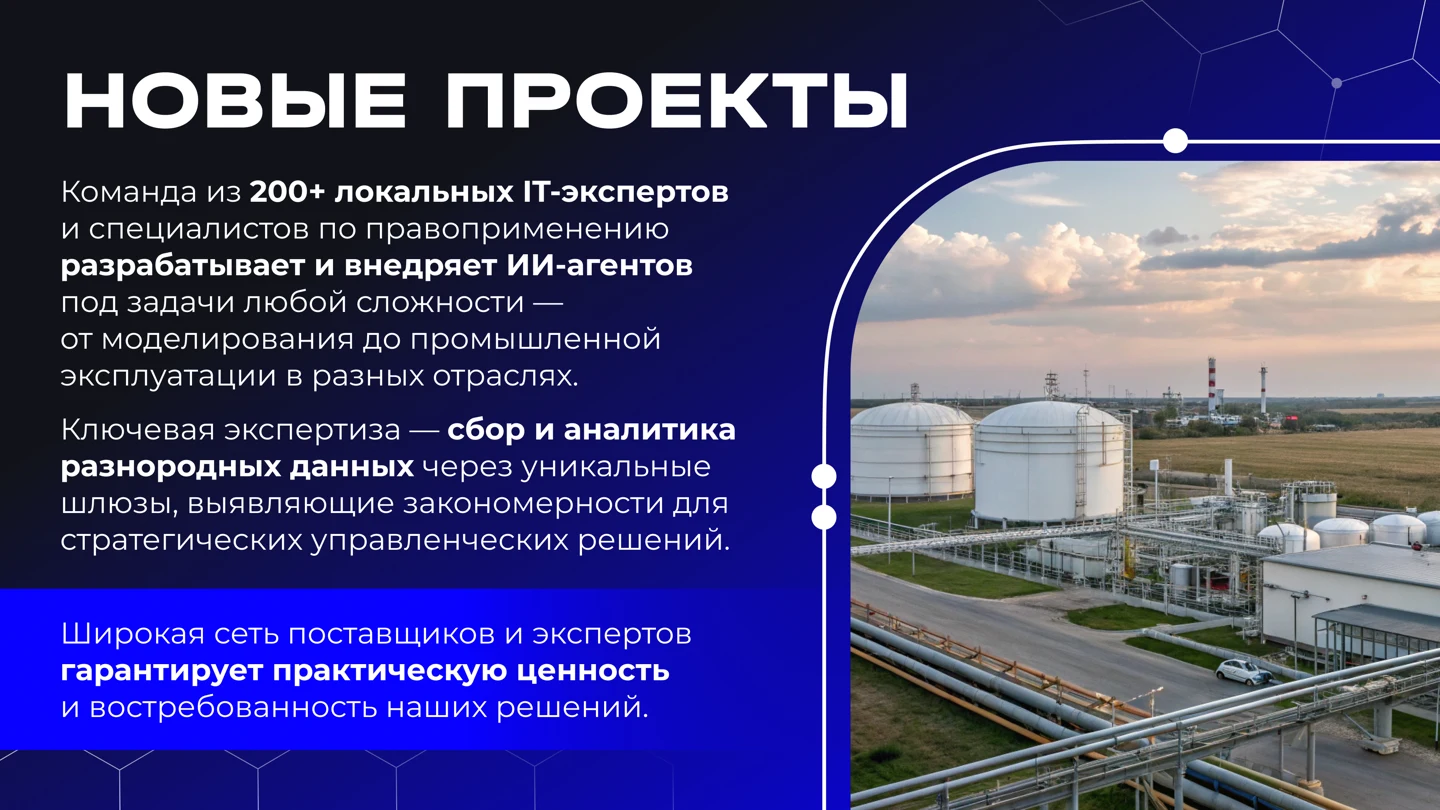 НОВЫЕ ПРОЕКТЫ
Команда из 200+ локальных IT-экспертов
и специалистов по правоприменению
разрабатывает и внедряет ИИ-агентов
под задачи любой сложности —
от моделирования до промышленной
эксплуатации в разных отраслях.
Ключевая экспертиза — сбор и аналитика
разнородных данных через уникальные
шлюзы, выявляющие закономерности для
стратегических управленческих решений.
Широкая сеть поставщиков и экспертов
гарантирует практическую ценность
и востребованность наших решений.